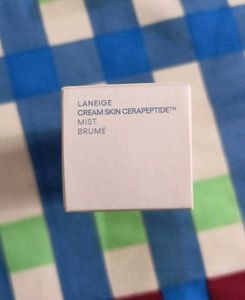 LANEIGE
CREAM SKIN CERAPEPTIDE™
MIST
BRUME